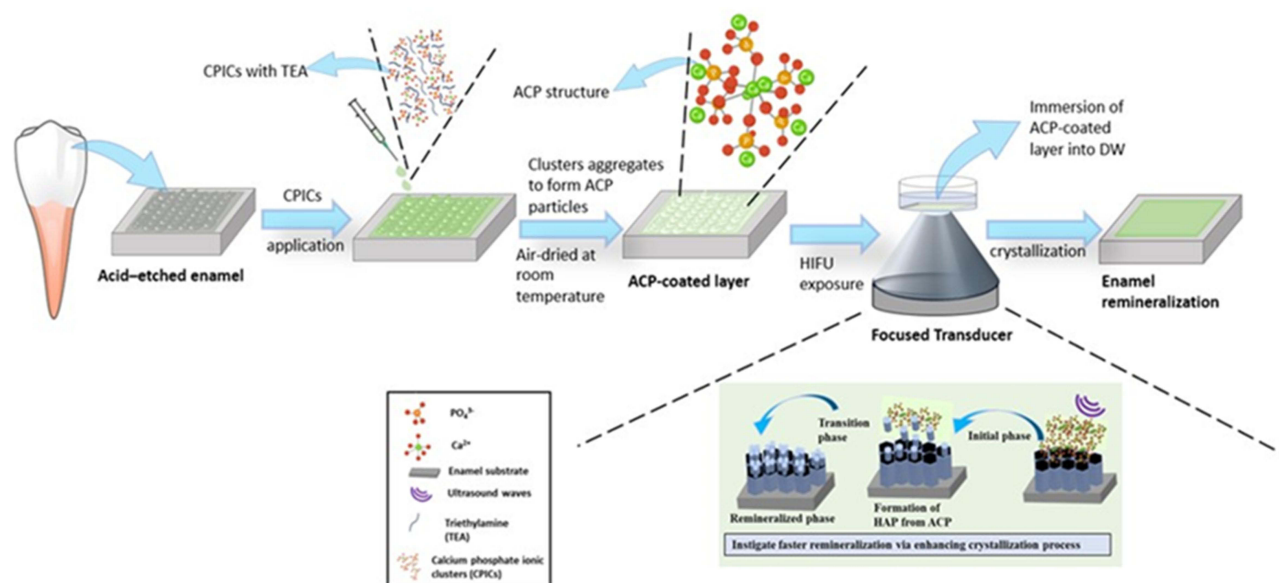 CPICs with TEA
Acid–etched enamel
CPICs
application
Clusters aggregates
to form ACP
particles
Air-dried at
room
temperature
ACP structure
ACP-coated layer
HIFU
exposure
Immersion of
ACP-coated
layer into DW
Focused Transducer
crystallization
Enamel
remineralization
PO₄³⁻
Ca²⁺
Enamel substrate
Ultrasound waves
Triethylamine
(TEA)
Calcium phosphate ionic
clusters (CPICs)
Transition
phase
Initial phase
Remineralized phase
Formation of
HAP from ACP
Instigate faster remineralization via enhancing crystallization process